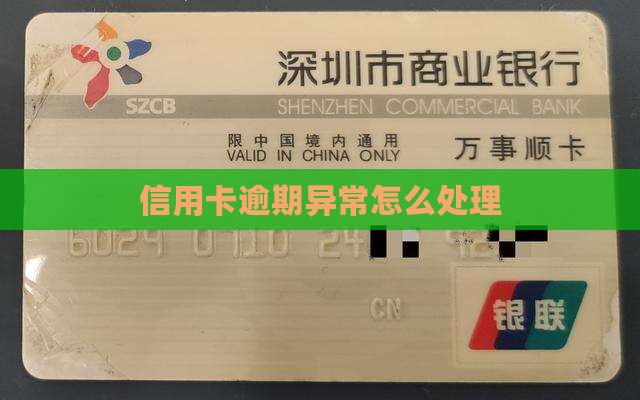 深圳市商业银行
SZCB
SHENZHEN COMMERCIAL BANK
限中国境内通用
VALID IN CHINA ONLY
万事顺卡
信用卡逾期异常怎么处理
6029 0710 24
CN
银联